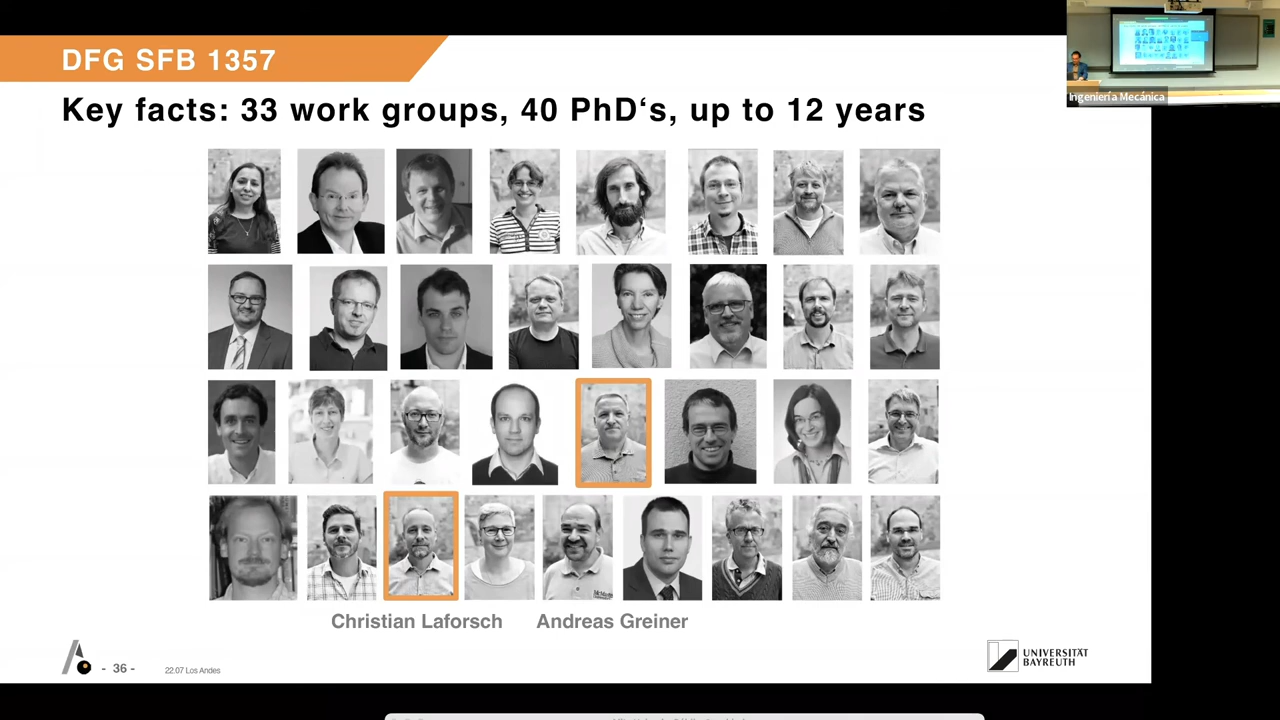 DFG SFB 1357
Key facts: 33 work groups, 40 PhD‘s, up to 12 years
Ingeniería Mecánica
Christian Laforsch
Andreas Greiner
- 36 -
22.07 Los Andes
UNIVERSITÄT
BAYREUTH